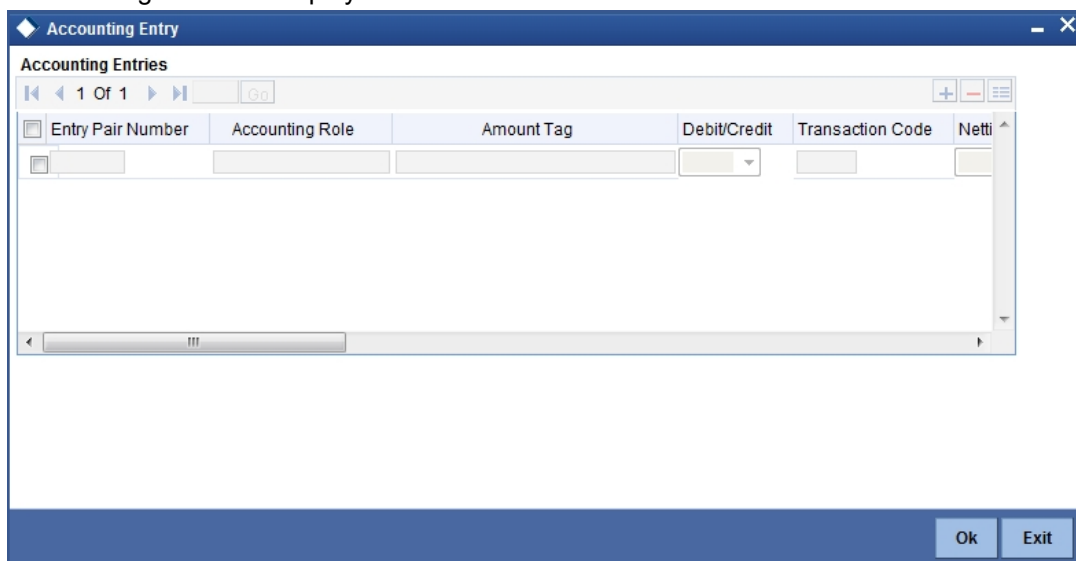 Accounting Entry
Accounting Entries
1 Of 1 Go
Entry Pair Number Accounting Role Amount Tag Debit/Credit Transaction Code Netti
Ok Exit